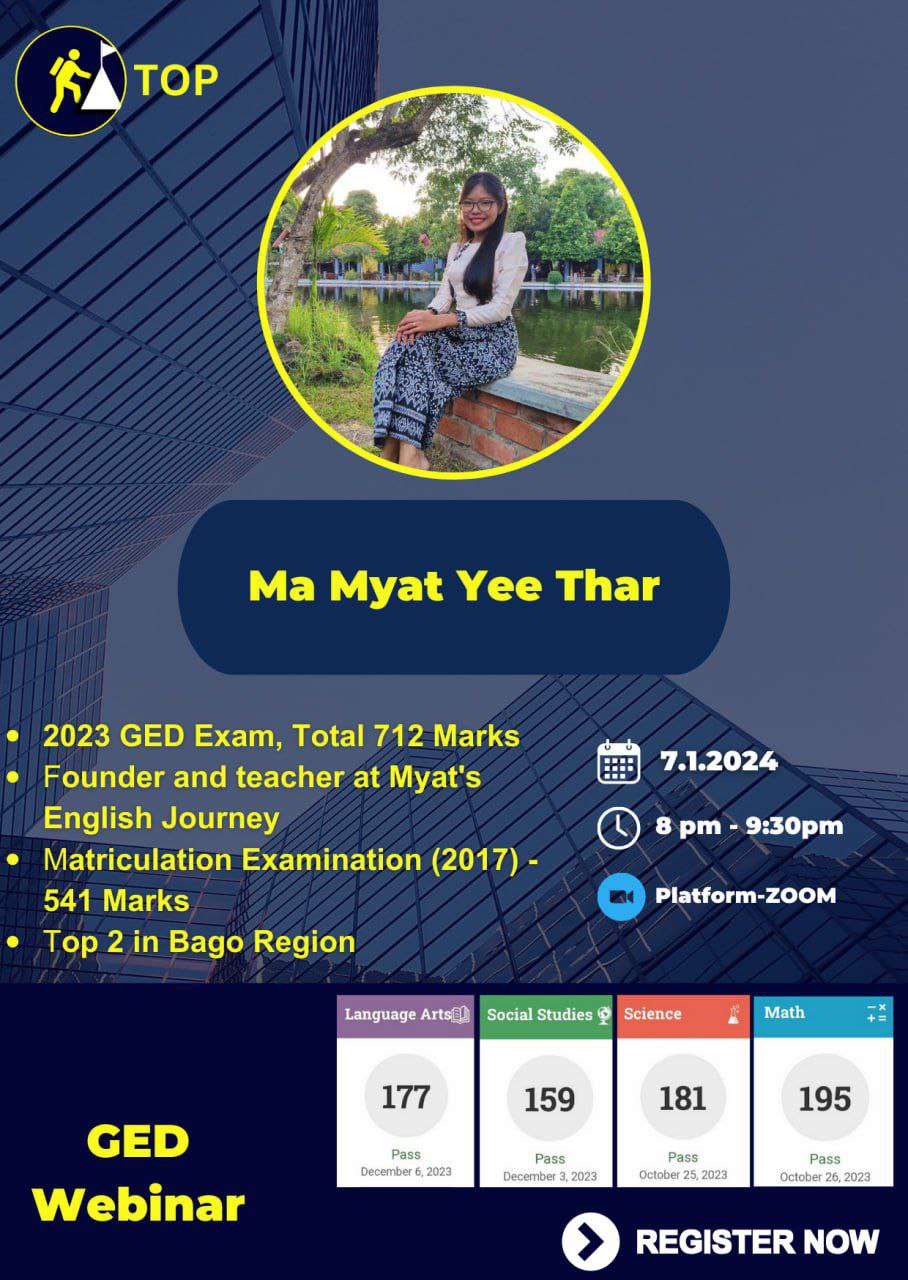 TOP
Ma Myat Yee Thar
2023 GED Exam, Total 712 Marks
Founder and teacher at Myat's
English Journey
Matriculation Examination (2017) -
541 Marks
Top 2 in Bago Region
7.1.2024
8 pm - 9:30pm
Platform-ZOOM
Language Arts
177
Pass
December 6, 2023
Social Studies
159
Pass
December 3, 2023
Science
181
Pass
October 25, 2023
Math
195
Pass
October 26, 2023
GED
Webinar
REGISTER NOW